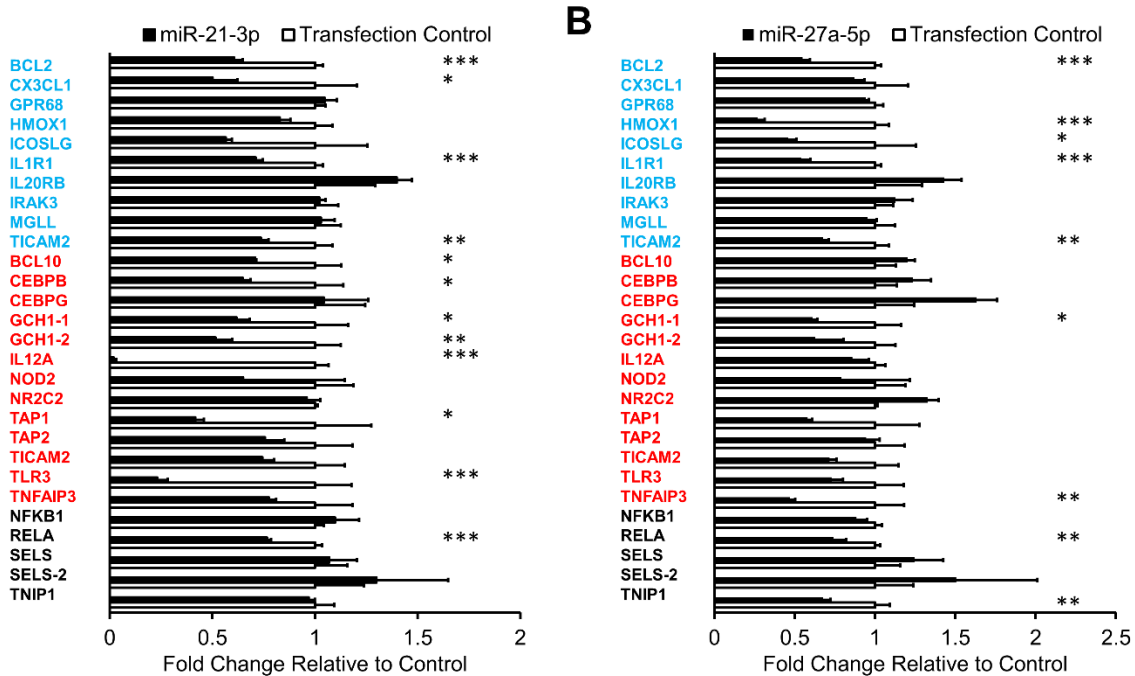 B
miR-21-3p Transfection Control
BCL2 ***
CX3CL1 *
GPR68
HMOX1
ICOSLG
IL1R1 ***
IL20RB
IRAK3
MGLL
TICAM2 **
BCL10 *
CEBPB *
CEBPG
GCH1-1 *
GCH1-2 **
IL12A ***
NOD2
NR2C2
TAP1 *
TAP2
TICAM2
TLR3 ***
TNFAIP3
NFKB1
RELA ***
SELS
SELS-2
TNIP1
0 0.5 1 1.5 2
Fold Change Relative to Control
miR-27a-5p Transfection Control
BCL2 ***
CX3CL1
GPR68
HMOX1 ***
ICOSLG *
IL1R1 ***
IL20RB
IRAK3
MGLL
TICAM2 **
BCL10
CEBPB
CEBPG
GCH1-1 *
GCH1-2
IL12A
NOD2
NR2C2
TAP1
TAP2
TICAM2
TLR3
TNFAIP3 **
NFKB1
RELA **
SELS
SELS-2
TNIP1 **
0 0.5 1 1.5 2 2.5
Fold Change Relative to Control